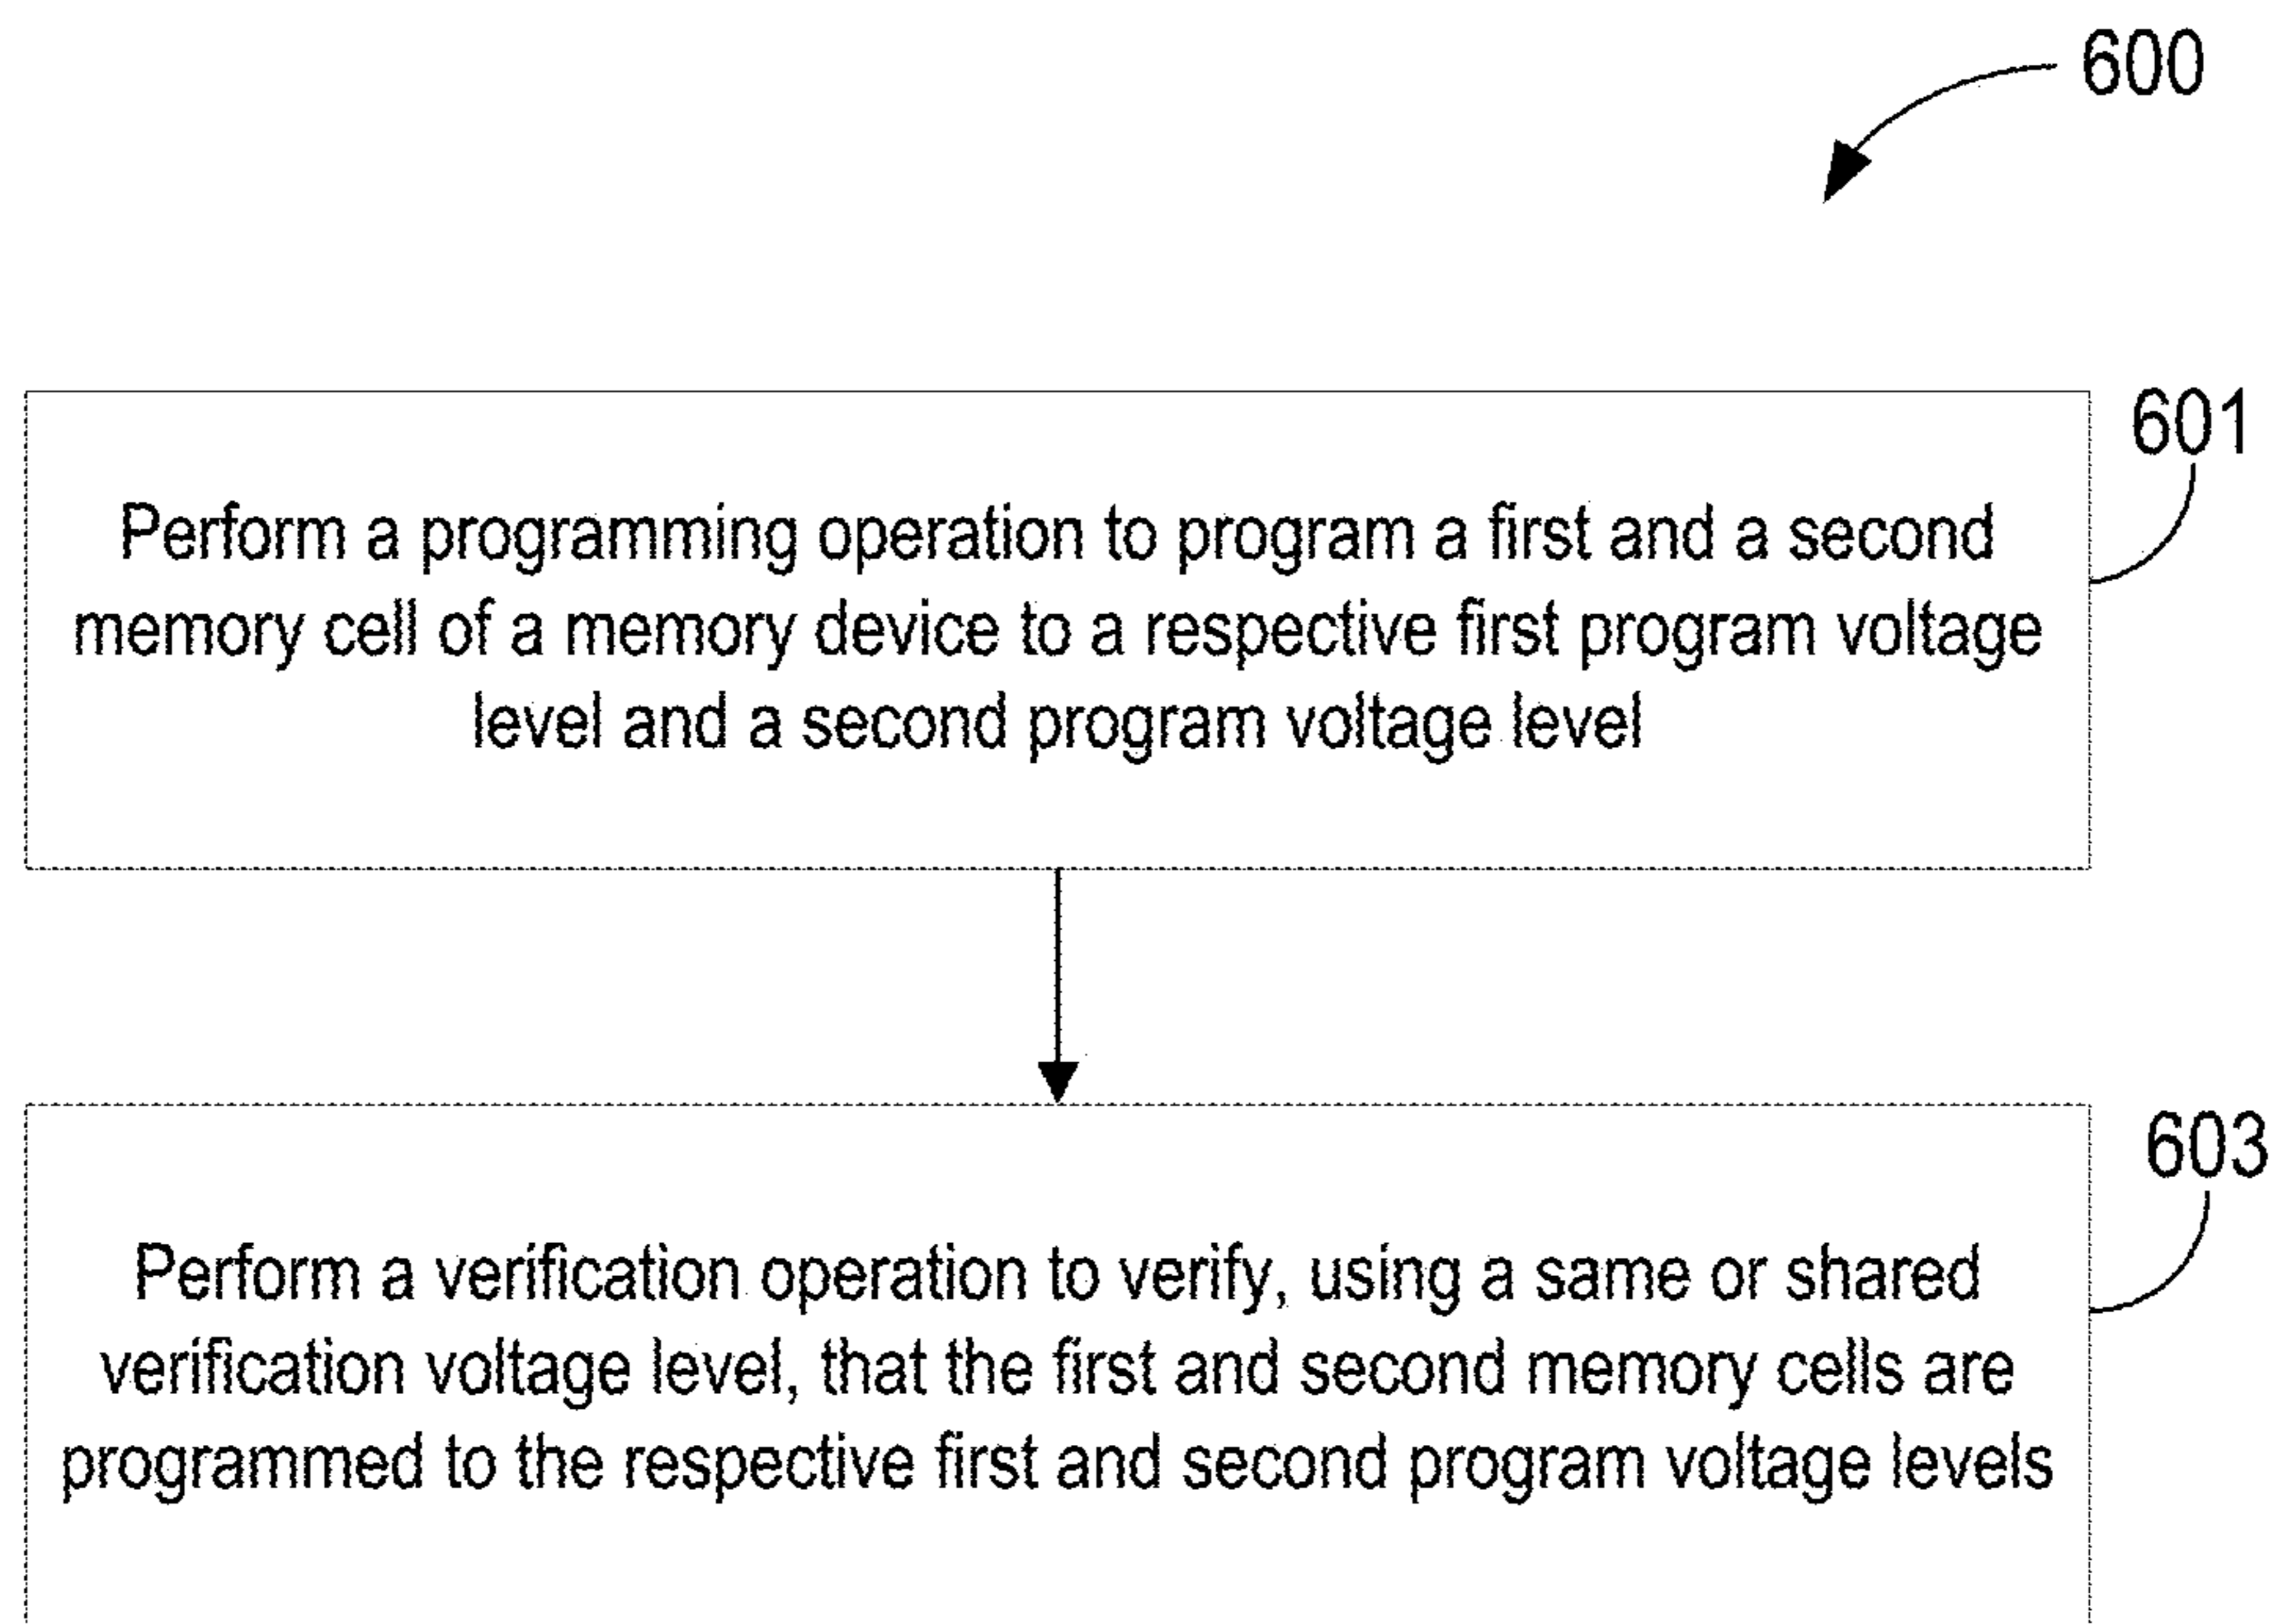 600
601
Perform a programming operation to program a first and a second
memory cell of a memory device to a respective first program voltage
level and a second program voltage level
603
Perform a verification operation to verify, using a same or shared
verification voltage level, that the first and second memory cells are
programmed to the respective first and second program voltage levels